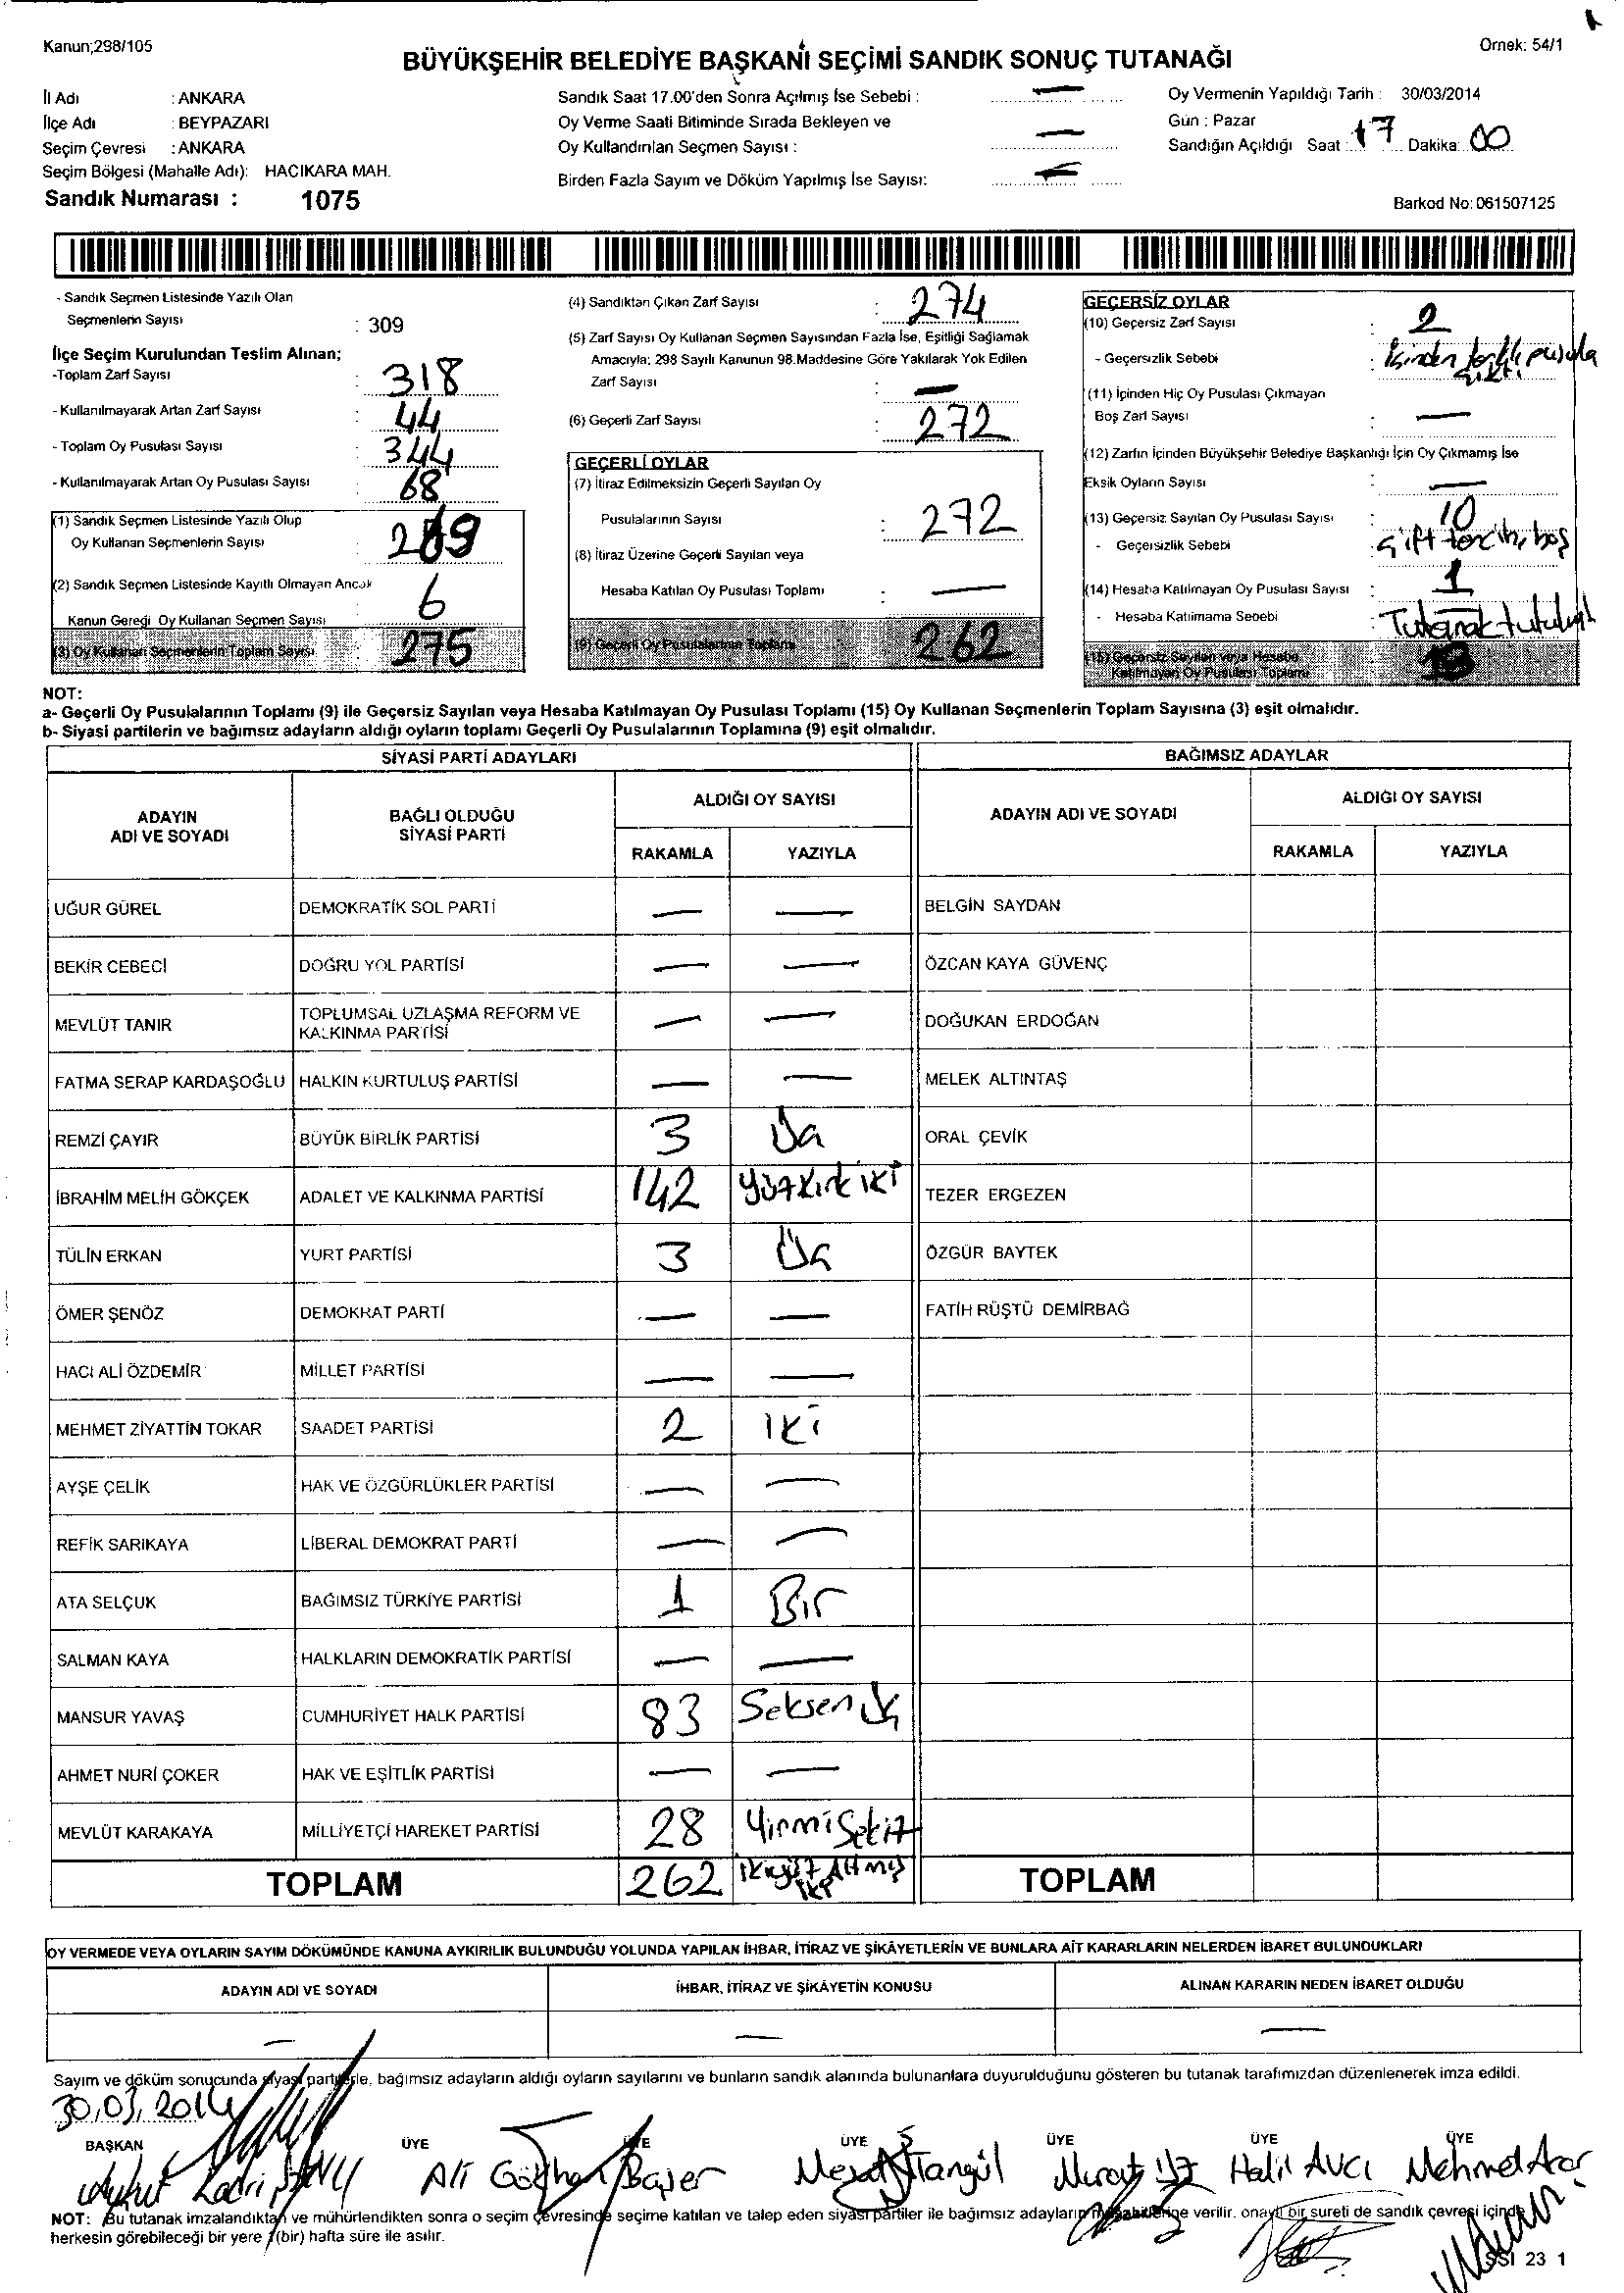 Kanun;298/105
Örnek: 54/1
BÜYÜKŞEHİR BELEDİYE BAŞKANI SEÇİMİ SANDIK SONUÇ TUTANAĞI
İl Adı : ANKARA
İlçe Adı : BEYPAZARI
Seçim Çevresi : ANKARA
Seçim Bölgesi (Mahalle Adı): HACIKARA MAH.
Sandık Numarası : 1075
Sandık Saat 17.00'den Sonra Açılmış İse Sebebi : —
Oy Verme Saati Bitiminde Sırada Bekleyen ve
Oy Kullandırılan Seçmen Sayısı : —
Birden Fazla Sayım ve Döküm Yapılmış İse Sayısı: —
Oy Vermenin Yapıldığı Tarih : 30/03/2014
Gün : Pazar
Sandığın Açıldığı Saat : 17 Dakika: 00
Barkod No: 061507125
- Sandık Seçmen Listesinde Yazılı Olan
Seçmenlerin Sayısı : 309
İlçe Seçim Kurulundan Teslim Alınan;
-Toplam Zarf Sayısı : 318
- Kullanılmayarak Artan Zarf Sayısı : 44
- Toplam Oy Pusulası Sayısı : 344
- Kullanılmayarak Artan Oy Pusulası Sayısı : 68
(1) Sandık Seçmen Listesinde Yazılı Olup
Oy Kullanan Seçmenlerin Sayısı : 269
(2) Sandık Seçmen Listesinde Kayıtlı Olmayan Ancak
Kanun Gereği Oy Kullanan Seçmen Sayısı 6
(3) Oy Kullanan Seçmenlerin Toplam Sayısı 275
(4) Sandıktan Çıkan Zarf Sayısı : 274
(5) Zarf Sayısı Oy Kullanan Seçmen Sayısından Fazla İse, Eşitliği Sağlamak
Amacıyla: 298 Sayılı Kanunun 98.Maddesine Göre Yakılarak Yok Edilen
Zarf Sayısı : —
(6) Geçerli Zarf Sayısı : 272
GEÇERLİ OYLAR
(7) İtiraz Edilmeksizin Geçerli Sayılan Oy
Pusulalarının Sayısı : 272
(8) İtiraz Üzerine Geçerli Sayılan veya
Hesaba Katılan Oy Pusulası Toplamı : —
(9) Geçerli Oy Pusulalarının Toplamı 262
GEÇERSİZ OYLAR
(10) Geçersiz Zarf Sayısı : 2
- Geçersizlik Sebebi : içinden farklı pusula
çıktı
(11) İçinden Hiç Oy Pusulası Çıkmayan
Boş Zarf Sayısı : —
(12) Zarfın İçinden Büyükşehir Belediye Başkanlığı İçin Oy Çıkmamış İse
Eksik Oyların Sayısı : —
(13) Geçersiz Sayılan Oy Pusulası Sayısı : 10
- Geçersizlik Sebebi : çift tercih, boş
(14) Hesaba Katılmayan Oy Pusulası Sayısı : 1
- Hesaba Katılmama Sebebi : Tutanak tutuldu
(15) Geçersiz Sayılan veya Hesaba
Katılmayan Oy Pusulası Toplamı 13
NOT:
a- Geçerli Oy Pusulalarının Toplamı (9) ile Geçersiz Sayılan veya Hesaba Katılmayan Oy Pusulası Toplamı (15) Oy Kullanan Seçmenlerin Toplam Sayısına (3) eşit olmalıdır.
b- Siyasi partilerin ve bağımsız adayların aldığı oyların toplamı Geçerli Oy Pusulalarının Toplamına (9) eşit olmalıdır.
SİYASİ PARTİ ADAYLARI
BAĞIMSIZ ADAYLAR
ADAYIN ADI VE SOYADI
BAĞLI OLDUĞU SİYASİ PARTİ
ALDIĞI OY SAYISI
RAKAMLA YAZIYLA
ADAYIN ADI VE SOYADI
ALDIĞI OY SAYISI
RAKAMLA YAZIYLA
UĞUR GÜREL DEMOKRATİK SOL PARTİ — — BELGİN SAYDAN
BEKİR CEBECİ DOĞRU YOL PARTİSİ — — ÖZCAN KAYA GÜVENÇ
MEVLÜT TANIR TOPLUMSAL UZLAŞMA REFORM VE KALKINMA PARTİSİ — — DOĞUKAN ERDOĞAN
FATMA SERAP KARDAŞOĞLU HALKIN KURTULUŞ PARTİSİ — — MELEK ALTINTAŞ
REMZİ ÇAYIR BÜYÜK BİRLİK PARTİSİ 3 Üç ORAL ÇEVİK
İBRAHİM MELİH GÖKÇEK ADALET VE KALKINMA PARTİSİ 142 yüzkırkiki TEZER ERGEZEN
TÜLİN ERKAN YURT PARTİSİ 3 Üç ÖZGÜR BAYTEK
ÖMER ŞENÖZ DEMOKRAT PARTİ — — FATİH RÜŞTÜ DEMİRBAĞ
HACI ALİ ÖZDEMİR MİLLET PARTİSİ — —
MEHMET ZİYATTİN TOKAR SAADET PARTİSİ 2 iki
AYŞE ÇELİK HAK VE ÖZGÜRLÜKLER PARTİSİ — —
REFİK SARIKAYA LİBERAL DEMOKRAT PARTİ — —
ATA SELÇUK BAĞIMSIZ TÜRKİYE PARTİSİ 1 Bir
SALMAN KAYA HALKLARIN DEMOKRATİK PARTİSİ — —
MANSUR YAVAŞ CUMHURİYET HALK PARTİSİ 83 Seksenüç
AHMET NURİ ÇOKER HAK VE EŞİTLİK PARTİSİ — —
MEVLÜT KARAKAYA MİLLİYETÇİ HAREKET PARTİSİ 28 Yirmisekiz
TOPLAM 262 ikiyüz Altmış iki TOPLAM
OY VERMEDE VEYA OYLARIN SAYIM DÖKÜMÜNDE KANUNA AYKIRILIK BULUNDUĞU YOLUNDA YAPILAN İHBAR, İTİRAZ VE ŞİKÂYETLERİN VE BUNLARA AİT KARARLARIN NELERDEN İBARET BULUNDUKLARI
ADAYIN ADI VE SOYADI İHBAR, İTİRAZ VE ŞİKÂYETİN KONUSU ALINAN KARARIN NEDEN İBARET OLDUĞU
— — —
Sayım ve döküm sonucunda siyasi partilerle, bağımsız adayların aldığı oyların sayılarını ve bunların sandık alanında bulunanlara duyurulduğunu gösteren bu tutanak tarafımızdan düzenlenerek imza edildi.
30.03.2014
BAŞKAN ÜYE ÜYE ÜYE ÜYE ÜYE ÜYE
Aykut Kadri Ali Gökhan Başer Mesut Murat Halil AVCI Mehmet Acar
NOT: Bu tutanak imzalandıktan ve mühürlendikten sonra o seçim çevresinde seçime katılan ve talep eden siyasi partiler ile bağımsız adayların müşahitlerine verilir. onaylı bir sureti de sandık çevresi içinde
herkesin görebileceği bir yere 1(bir) hafta süre ile asılır.
SSI 23 1